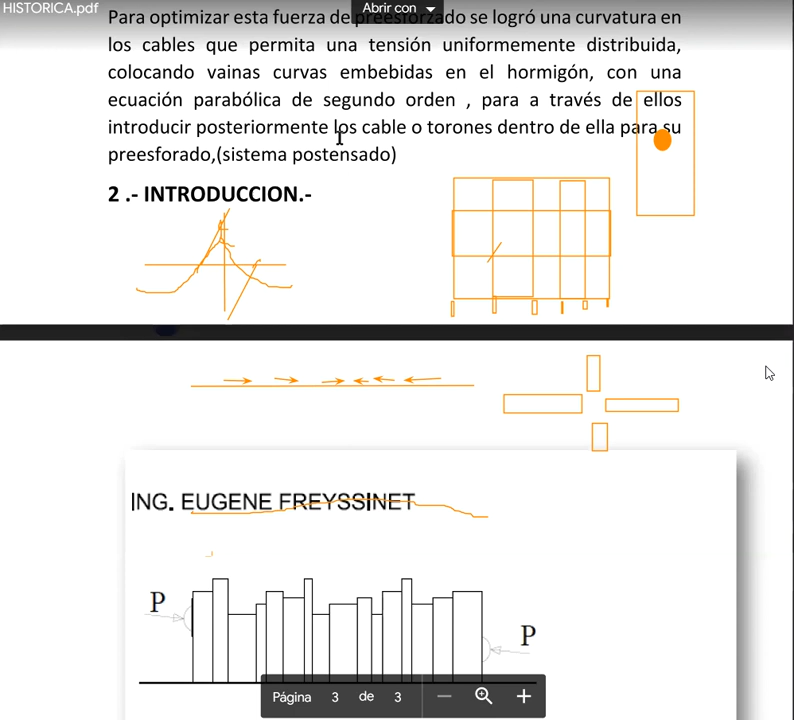 HISTORICA.pdf
Abrir con
Para optimizar esta fuerza de preesforzado se logró una curvatura en
los cables que permita una tensión uniformemente distribuida,
colocando vainas curvas embebidas en el hormigón, con una
ecuación parabólica de segundo orden , para a través de ellos
introducir posteriormente los cable o torones dentro de ella para su
preesforado,(sistema postensado)
2 .- INTRODUCCION.-
ING. EUGENE FREYSSINET
P
P
Página 3 de 3